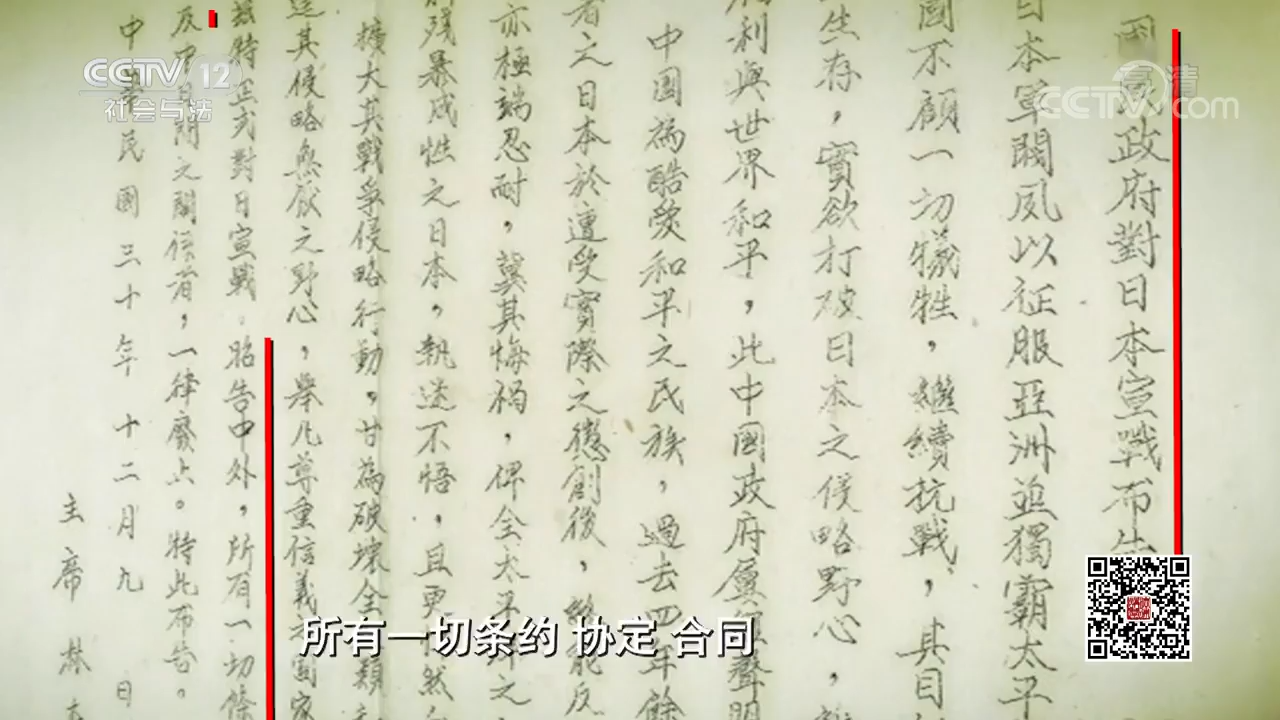 CCTV 12
社会与法
高清
CCTV.com
國民政府對日本宣戰布告
日本軍閥夙以征服亞洲並獨霸太平
國不顧一切犧牲，繼續抗戰，其目
生存，實欲打破日本之侵略野心，
利與世界和平，此中國政府屢經聲明
中國為酷愛和平之民族，過去四年餘
者之日本於遭受實際之懲創後，
亦極端忍耐，冀其悔禍，俾全太平洋之
殘暴成性之日本，執迷不悟，且更
擴大其戰爭侵略行動，甘為破壞全人類
逞其侵略無厭之野心，舉凡尊重信義之國家
茲特正式對日宣戰，昭告中外，所有一切條
及中日間之關係者，一律廢止。特此布告。
中華民國三十年十二月九日
主席 林
所有一切条约 协定 合同